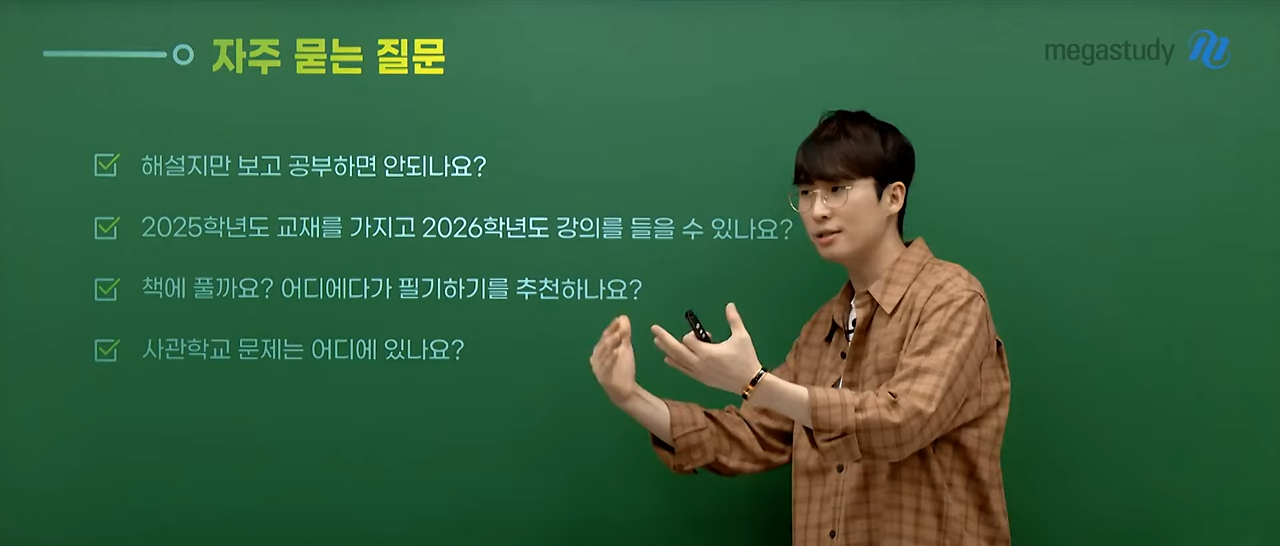 자주 묻는 질문
megastudy
해설지만 보고 공부하면 안되나요?
2025학년도 교재를 가지고 2026학년도 강의를 들을 수 있나요?
책에 풀까요? 어디에다가 필기하기를 추천하나요?
사관학교 문제는 어디에 있나요?